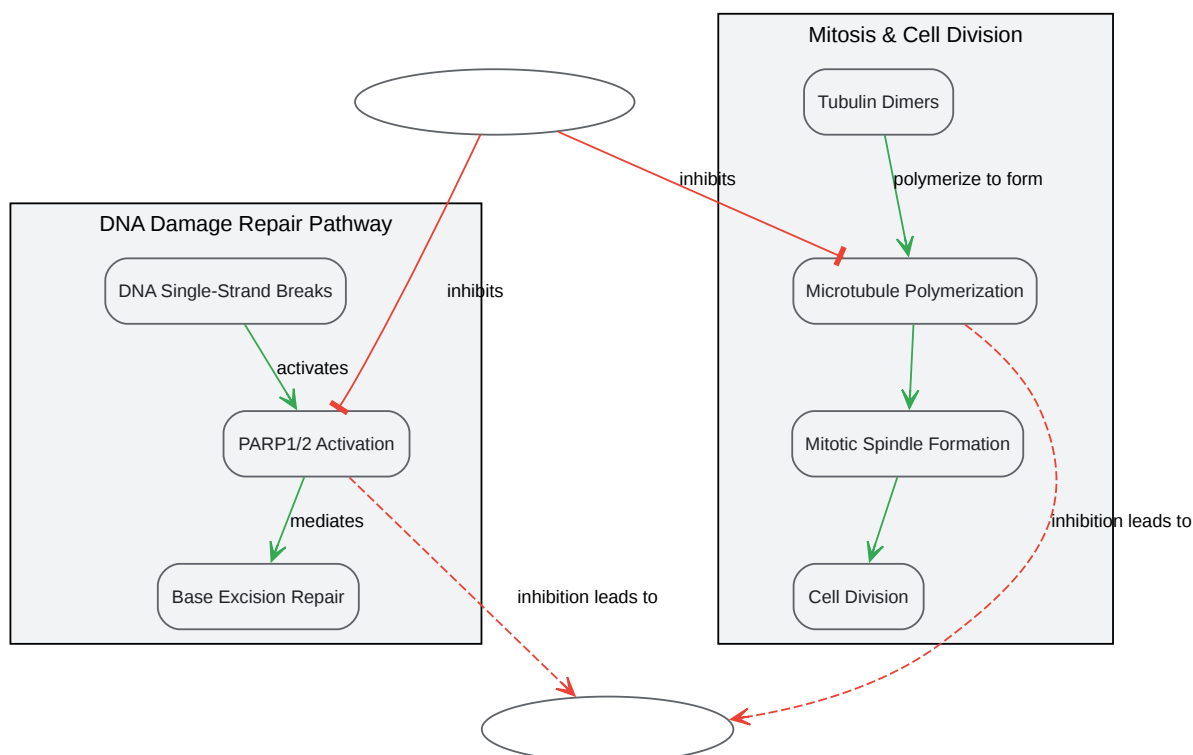 Mitosis & Cell Division
Tubulin Dimers
inhibits
polymerize to form
DNA Damage Repair Pathway
DNA Single-Strand Breaks
inhibits
Microtubule Polymerization
activates
PARP1/2 Activation
Mitotic Spindle Formation
mediates
inhibition leads to
Base Excision Repair
inhibition leads to
Cell Division